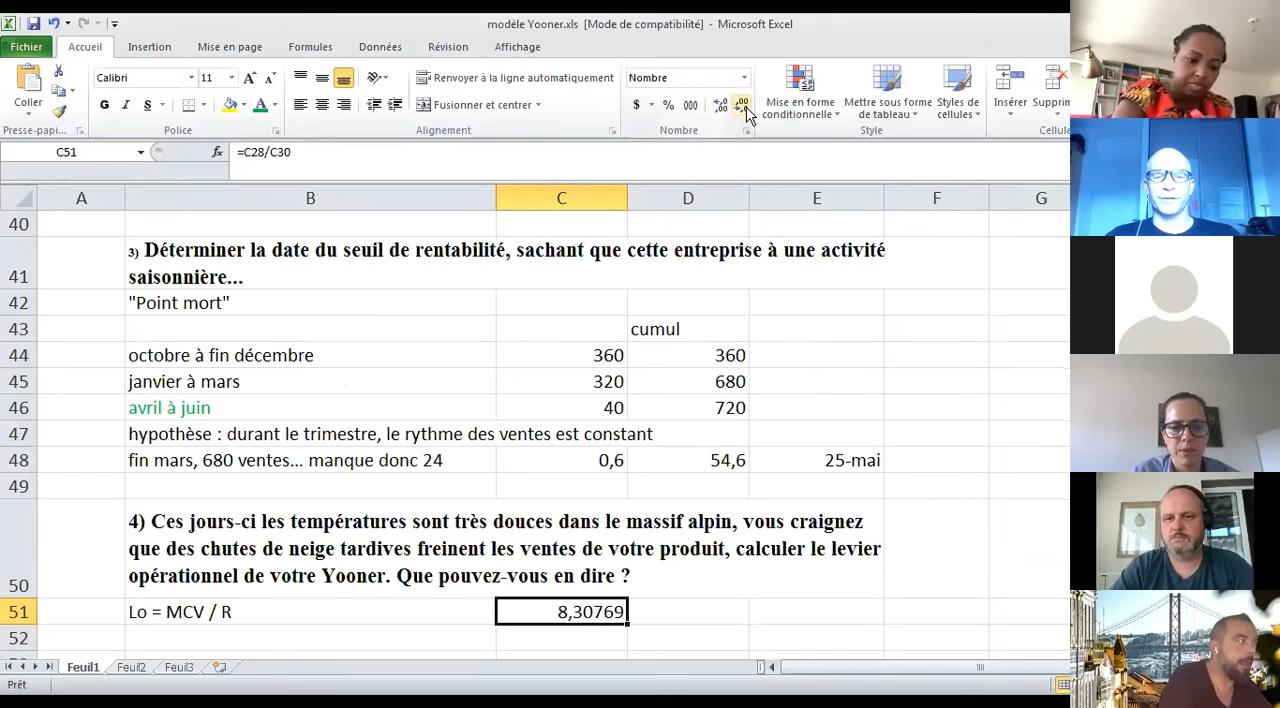 modèle Yooner.xls [Mode de compatibilité] - Microsoft Excel
Fichier Accueil Insertion Mise en page Formules Données Révision Affichage
Coller
Presse-papi...
Calibri 11
G I S
Police
Renvoyer à la ligne automatiquement
Fusionner et centrer
Alignement
Nombre
$ % 000
Nombre
Mise en forme conditionnelle
Mettre sous forme de tableau
Styles de cellules
Style
Insérer Supprim
Cellule
C51 fx =C28/C30
A B C D E F G
40
41 3) Déterminer la date du seuil de rentabilité, sachant que cette entreprise à une activité
saisonnière...
42 "Point mort"
43 cumul
44 octobre à fin décembre 360 360
45 janvier à mars 320 680
46 avril à juin 40 720
47 hypothèse : durant le trimestre, le rythme des ventes est constant
48 fin mars, 680 ventes... manque donc 24 0,6 54,6 25-mai
49
50 4) Ces jours-ci les températures sont très douces dans le massif alpin, vous craignez
que des chutes de neige tardives freinent les ventes de votre produit, calculer le levier
opérationnel de votre Yooner. Que pouvez-vous en dire ?
51 Lo = MCV / R 8,30769
52
Feuil1 Feuil2 Feuil3
Prêt